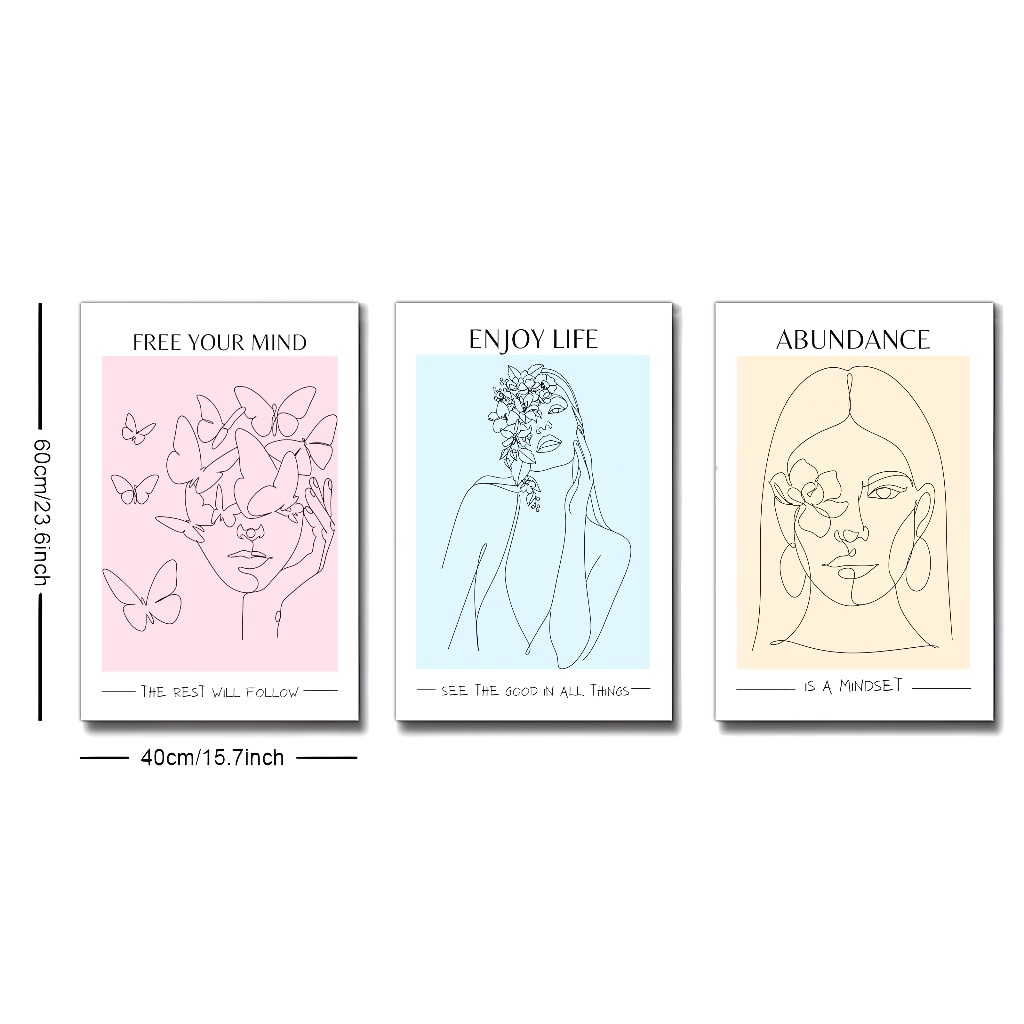 FREE YOUR MIND
THE REST WILL FOLLOW
ENJOY LIFE
SEE THE GOOD IN ALL THINGS
ABUNDANCE
IS A MINDSET
60cm/23.6inch
40cm/15.7inch